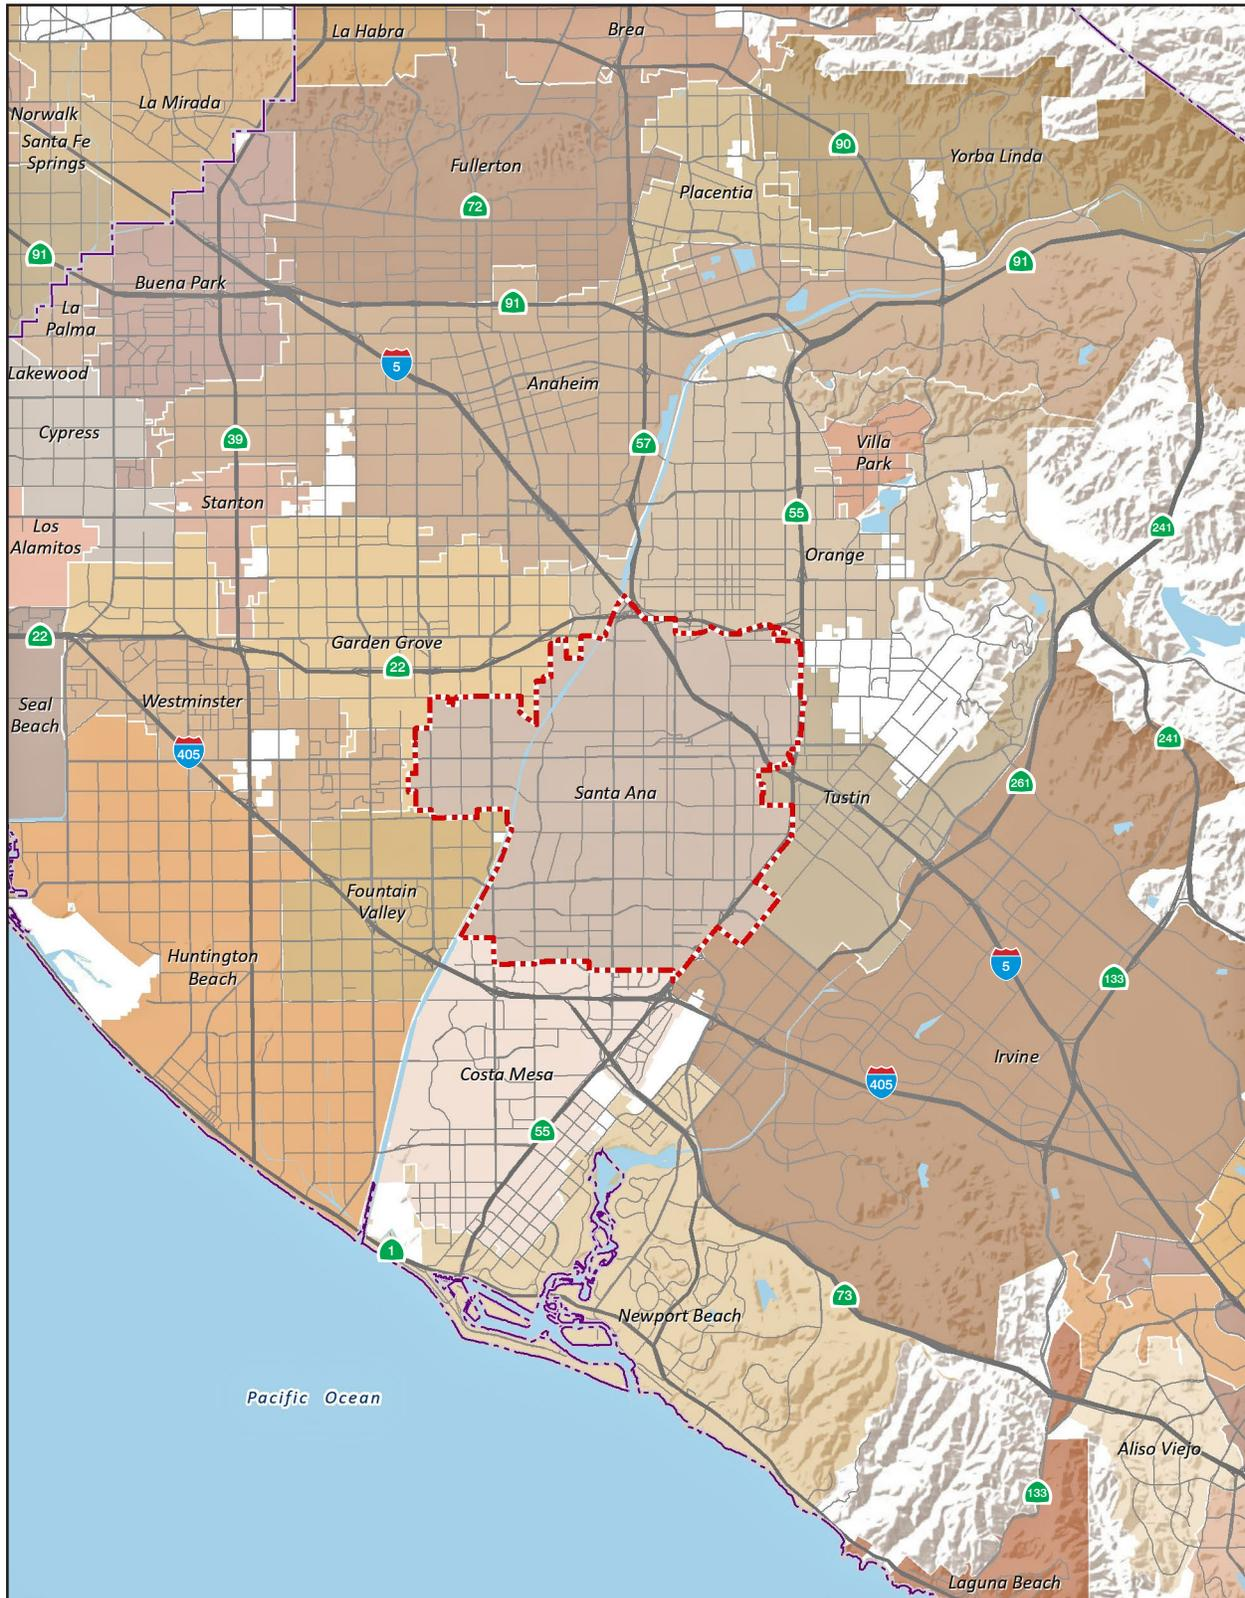 La Habra
Brea
La Mirada
Norwalk
Santa Fe
Springs
90
Yorba Linda
Fullerton
Placentia
72
91
91
Buena Park
91
La
Palma
5
Lakewood
Anaheim
Cypress
39
57
Villa
Park
Stanton
55
241
Los
Alamitos
Orange
22
Garden Grove
22
Westminster
Seal
Beach
405
241
261
Santa Ana
Tustin
Fountain
Valley
Huntington
Beach
5
133
Irvine
Costa Mesa
405
55
1
73
Newport Beach
Pacific Ocean
Aliso Viejo
133
Laguna Beach